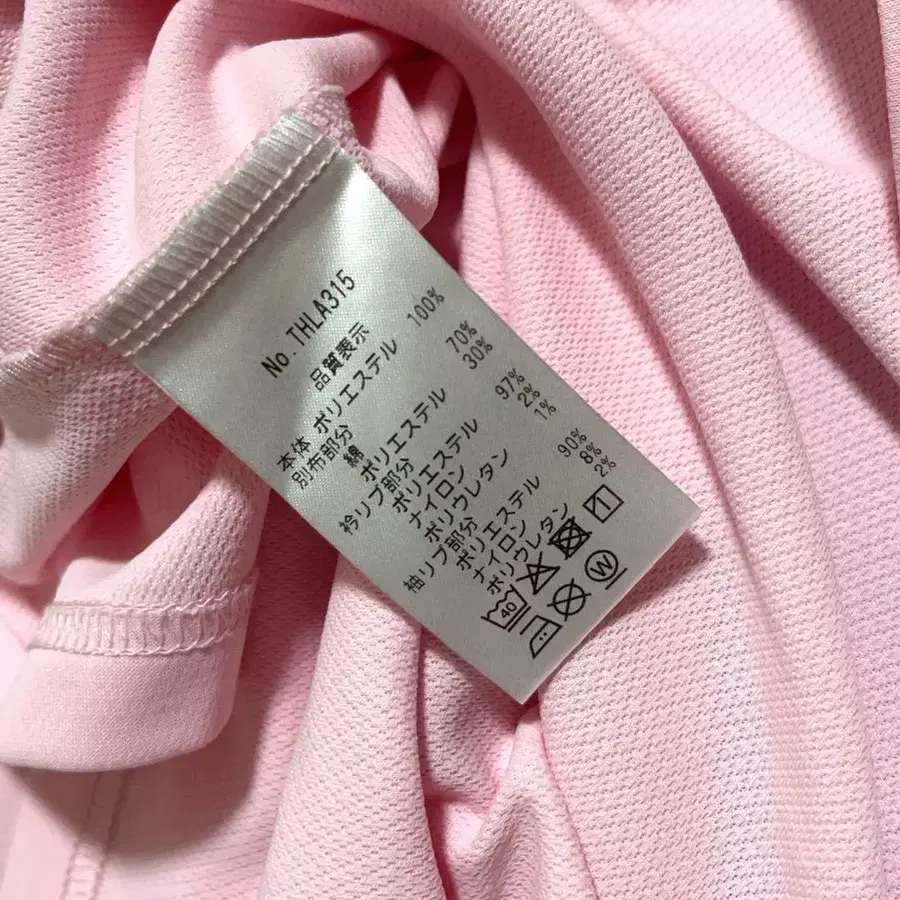 No. THLA315
品質表示
本体 ポリエステル 100%
別布部分
ポリエステル 70%
綿 30%
衿リブ部分
ポリエステル 97%
ナイロン 2%
ポリウレタン 1%
袖リブ部分
ポリエステル 90%
ナイロン 8%
ポリウレタン 2%
40
W